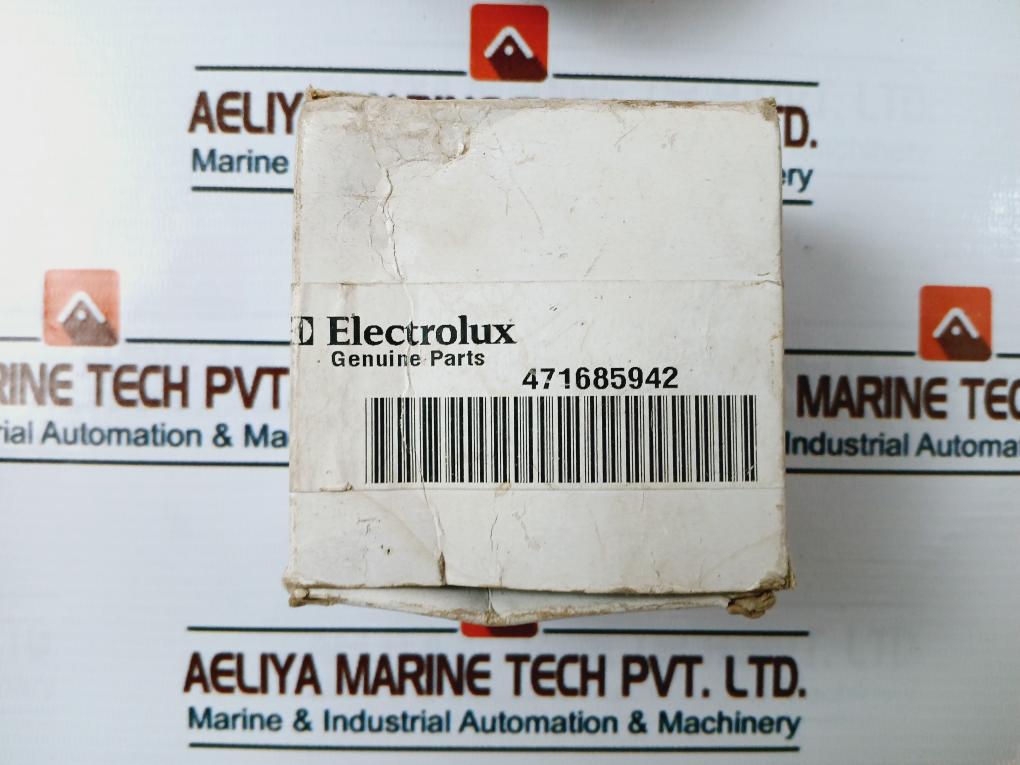 AELIY
TD.
Marine
ery
Electrolux
Genuine Parts
471685942
RINE TECH PVT.
rial Automation & Ma
MARINE TEC
Industrial Automa
AELIYA MARINE TECH PVT. LTD.
Marine & Industrial Automation & Machinery